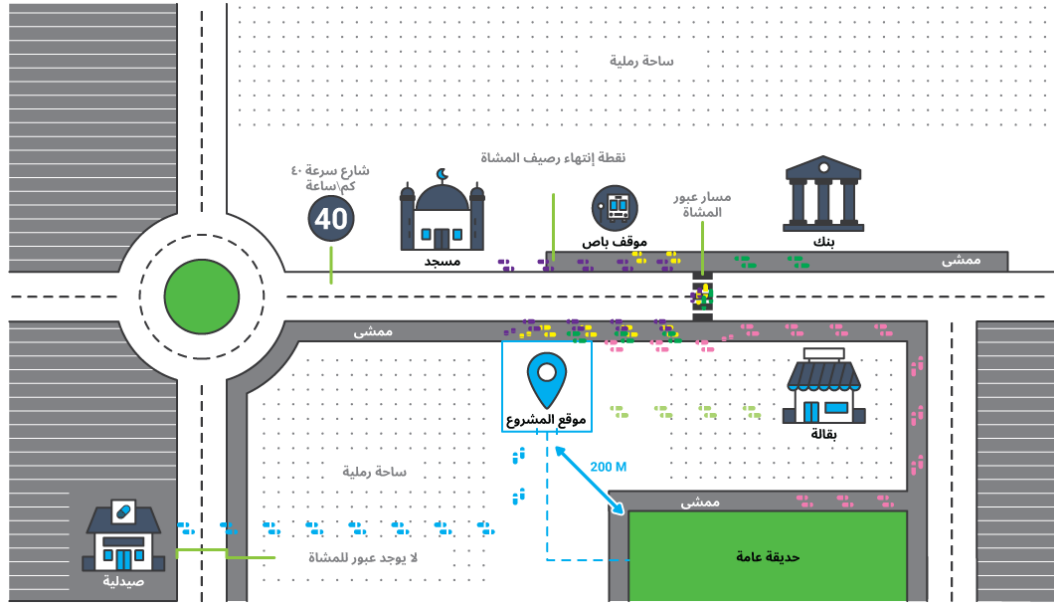 ساحة رملية
نقطة إنتهاء رصيف المشاة
شارع سرعة ٤٠
كم\ساعة
40
مسار عبور
المشاة
بنك
موقف باص
مسجد
ممشى
ممشى
موقع المشروع
بقالة
200 M
ساحة رملية
ممشى
لا يوجد عبور للمشاة
حديقة عامة
صيدلية